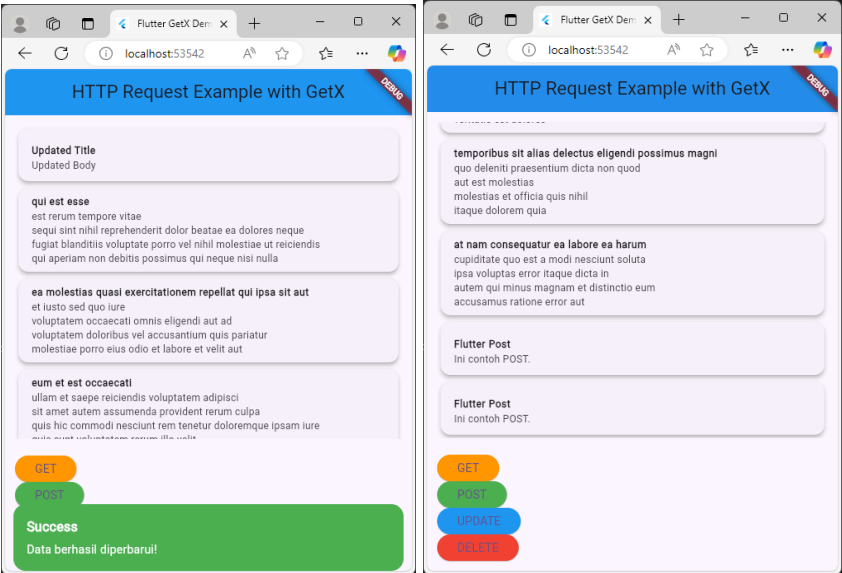 Flutter GetX Dem
localhost:53542
HTTP Request Example with GetX
DEBUG
Updated Title
Updated Body
qui est esse
est rerum tempore vitae
sequi sint nihil reprehenderit dolor beatae ea dolores neque
fugiat blanditiis voluptate porro vel nihil molestiae ut reiciendis
qui aperiam non debitis possimus qui neque nisi nulla
ea molestias quasi exercitationem repellat qui ipsa sit aut
et iusto sed quo iure
voluptatem occaecati omnis eligendi aut ad
voluptatem doloribus vel accusantium quis pariatur
molestiae porro eius odio et labore et velit aut
eum et est occaecati
ullam et saepe reiciendis voluptatem adipisci
sit amet autem assumenda provident rerum culpa
quis hic commodi nesciunt rem tenetur doloremque ipsam iure
quis sunt voluptatem rerum illo velit
GET
POST
Success
Data berhasil diperbarui!
Flutter GetX Dem
localhost:53542
HTTP Request Example with GetX
DEBUG
temporibus sit alias delectus eligendi possimus magni
quo deleniti praesentium dicta non quod
aut est molestias
molestias et officia quis nihil
itaque dolorem quia
at nam consequatur ea labore ea harum
cupiditate quo est a modi nesciunt soluta
ipsa voluptas error itaque dicta in
autem qui minus magnam et distinctio eum
accusamus ratione error aut
Flutter Post
Ini contoh POST.
Flutter Post
Ini contoh POST.
GET
POST
UPDATE
DELETE